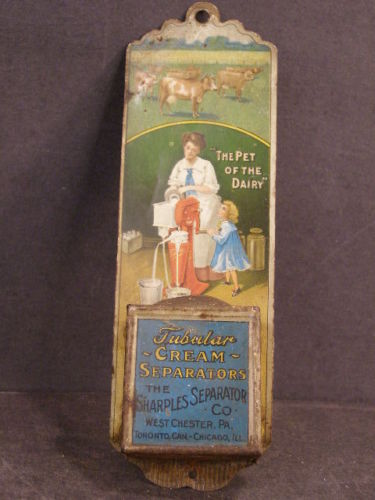 "THE PET
OF THE
DAIRY"
Tubular
~ CREAM ~
SEPARATORS
THE
SHARPLES SEPARATOR
CO.
WEST CHESTER, PA.
TORONTO, CAN.- CHICAGO, ILL.